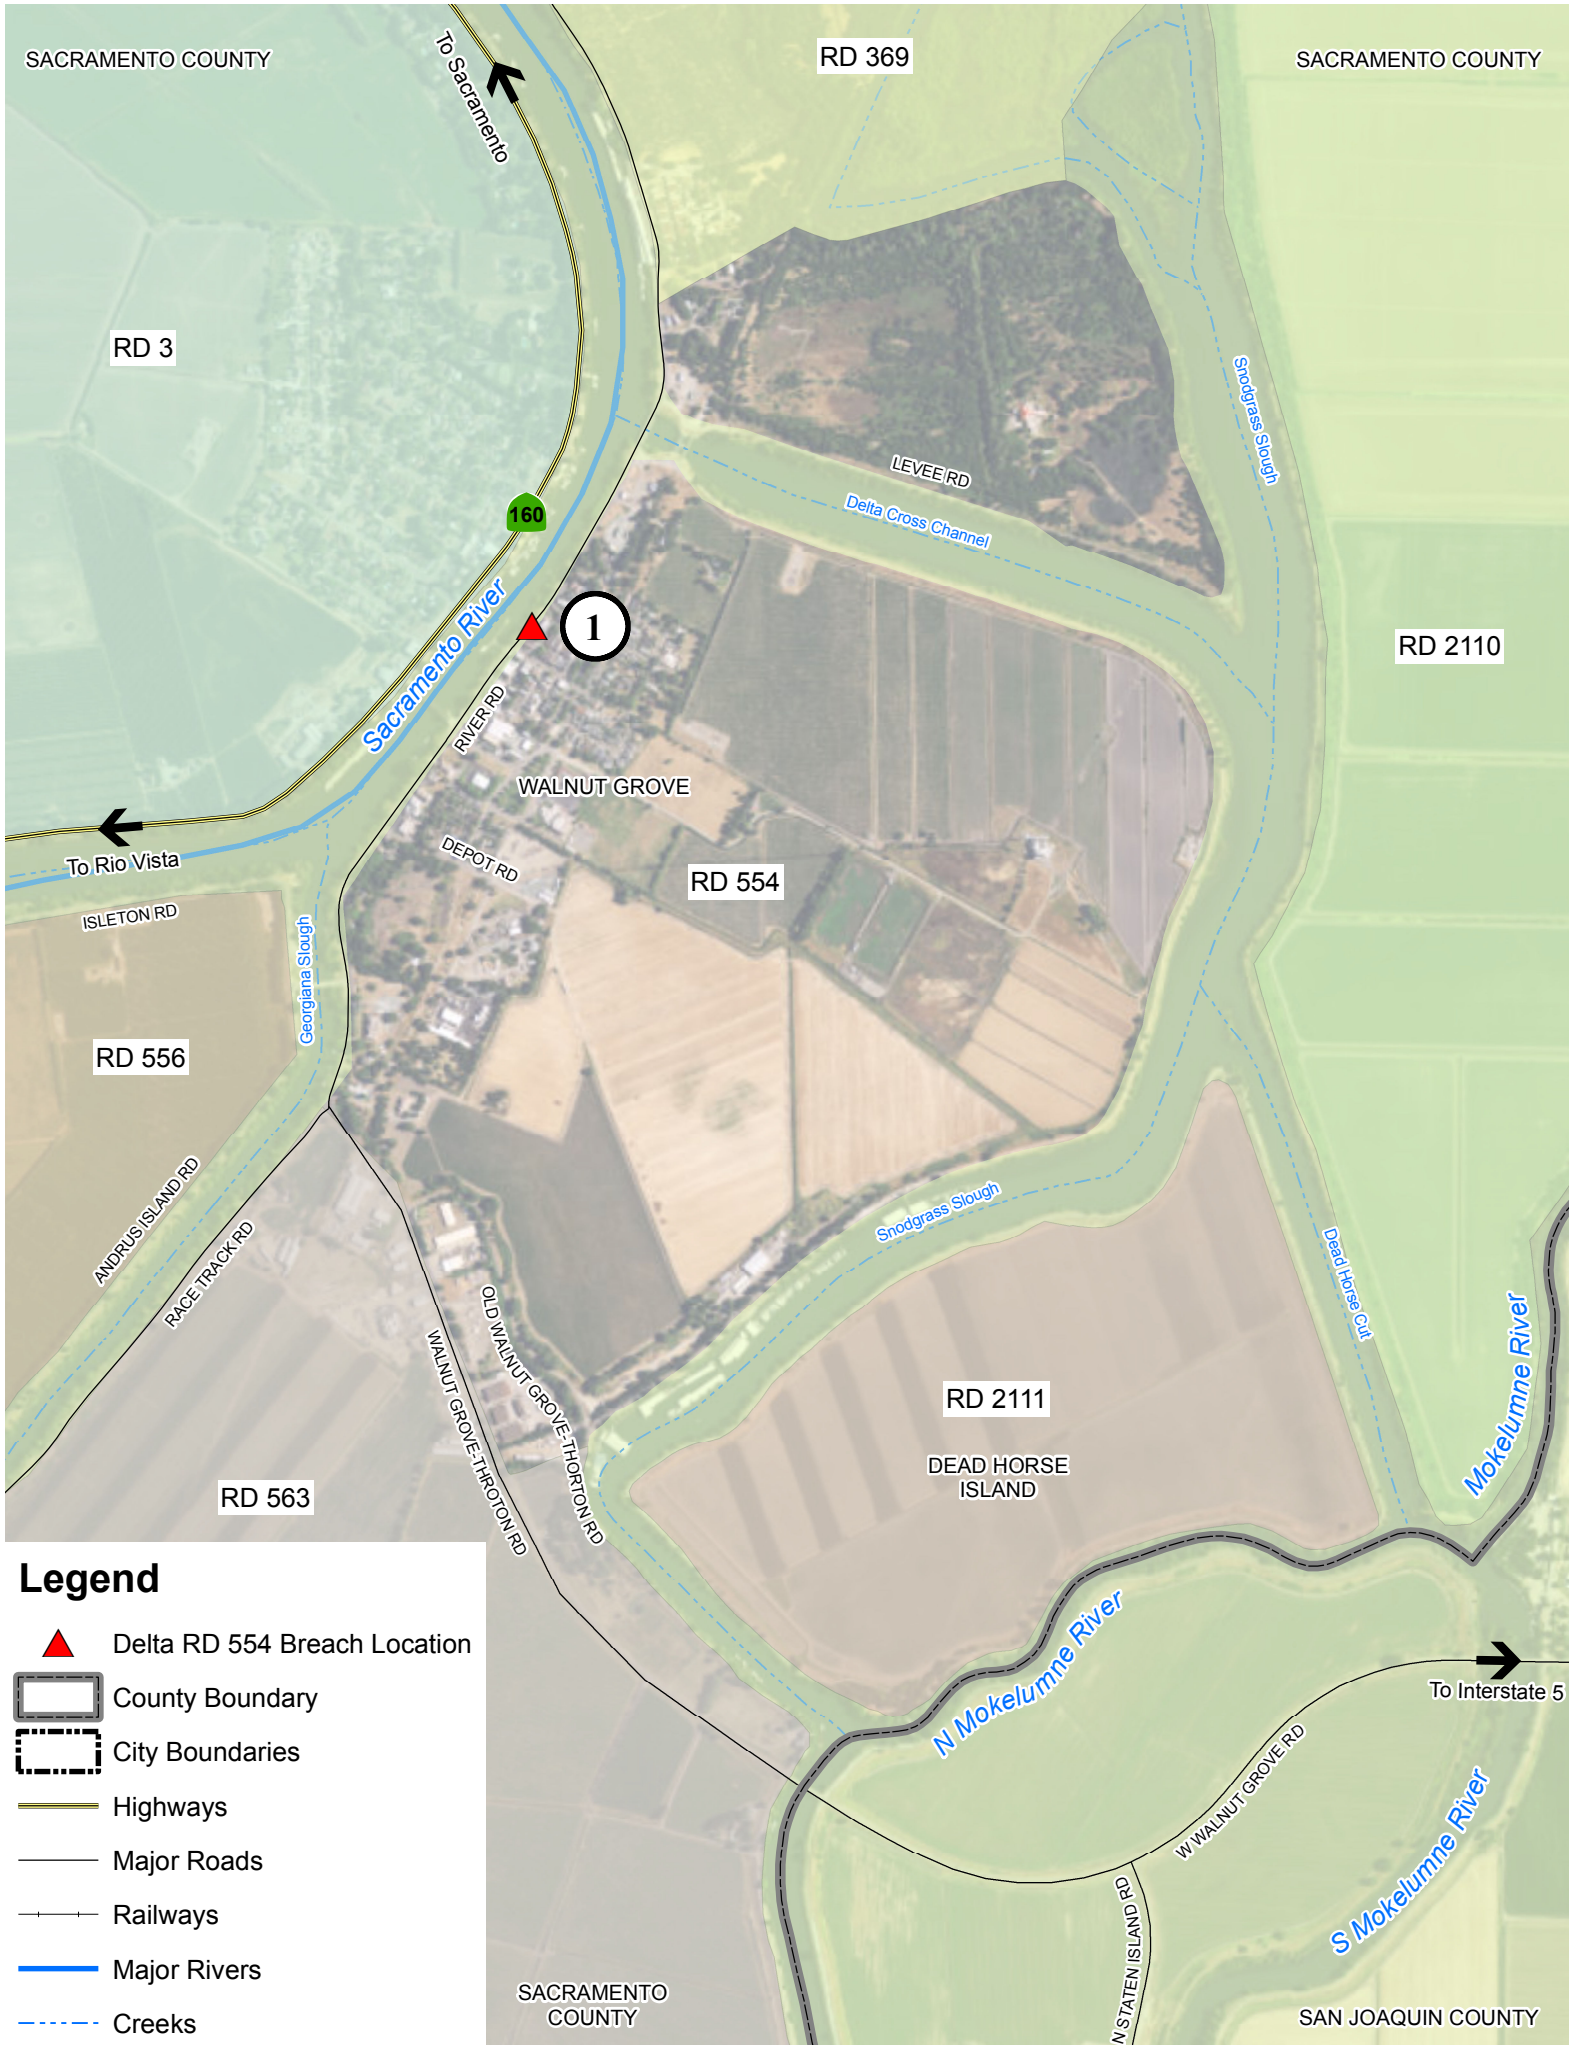 SACRAMENTO COUNTY
To Sacramento
RD 369
SACRAMENTO COUNTY
RD 3
Snodgrass Slough
LEVEE RD
Delta Cross Channel
160
Sacramento River
1
RD 2110
RIVER RD
WALNUT GROVE
DEPOT RD
To Rio Vista
RD 554
ISLETON RD
Georgiana Slough
RD 556
ANDRUS ISLAND RD
RACE TRACK RD
Snodgrass Slough
Dead Horse Cut
OLD WALNUT GROVE-THORTON RD
WALNUT GROVE-THROTON RD
Mokelumne River
RD 2111
DEAD HORSE
ISLAND
RD 563
N Mokelumne River
To Interstate 5
W WALNUT GROVE RD
S Mokelumne River
N STATEN ISLAND RD
SACRAMENTO
COUNTY
SAN JOAQUIN COUNTY
Legend
Delta RD 554 Breach Location
County Boundary
City Boundaries
Highways
Major Roads
Railways
Major Rivers
Creeks